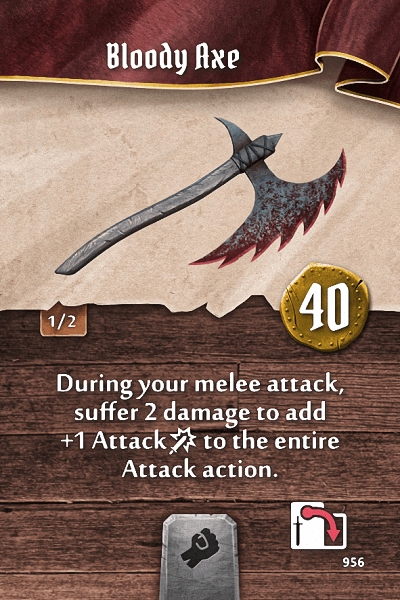 Bloody Axe
1/2
40
During your melee attack,
suffer 2 damage to add
+1 Attack to the entire
Attack action.
956